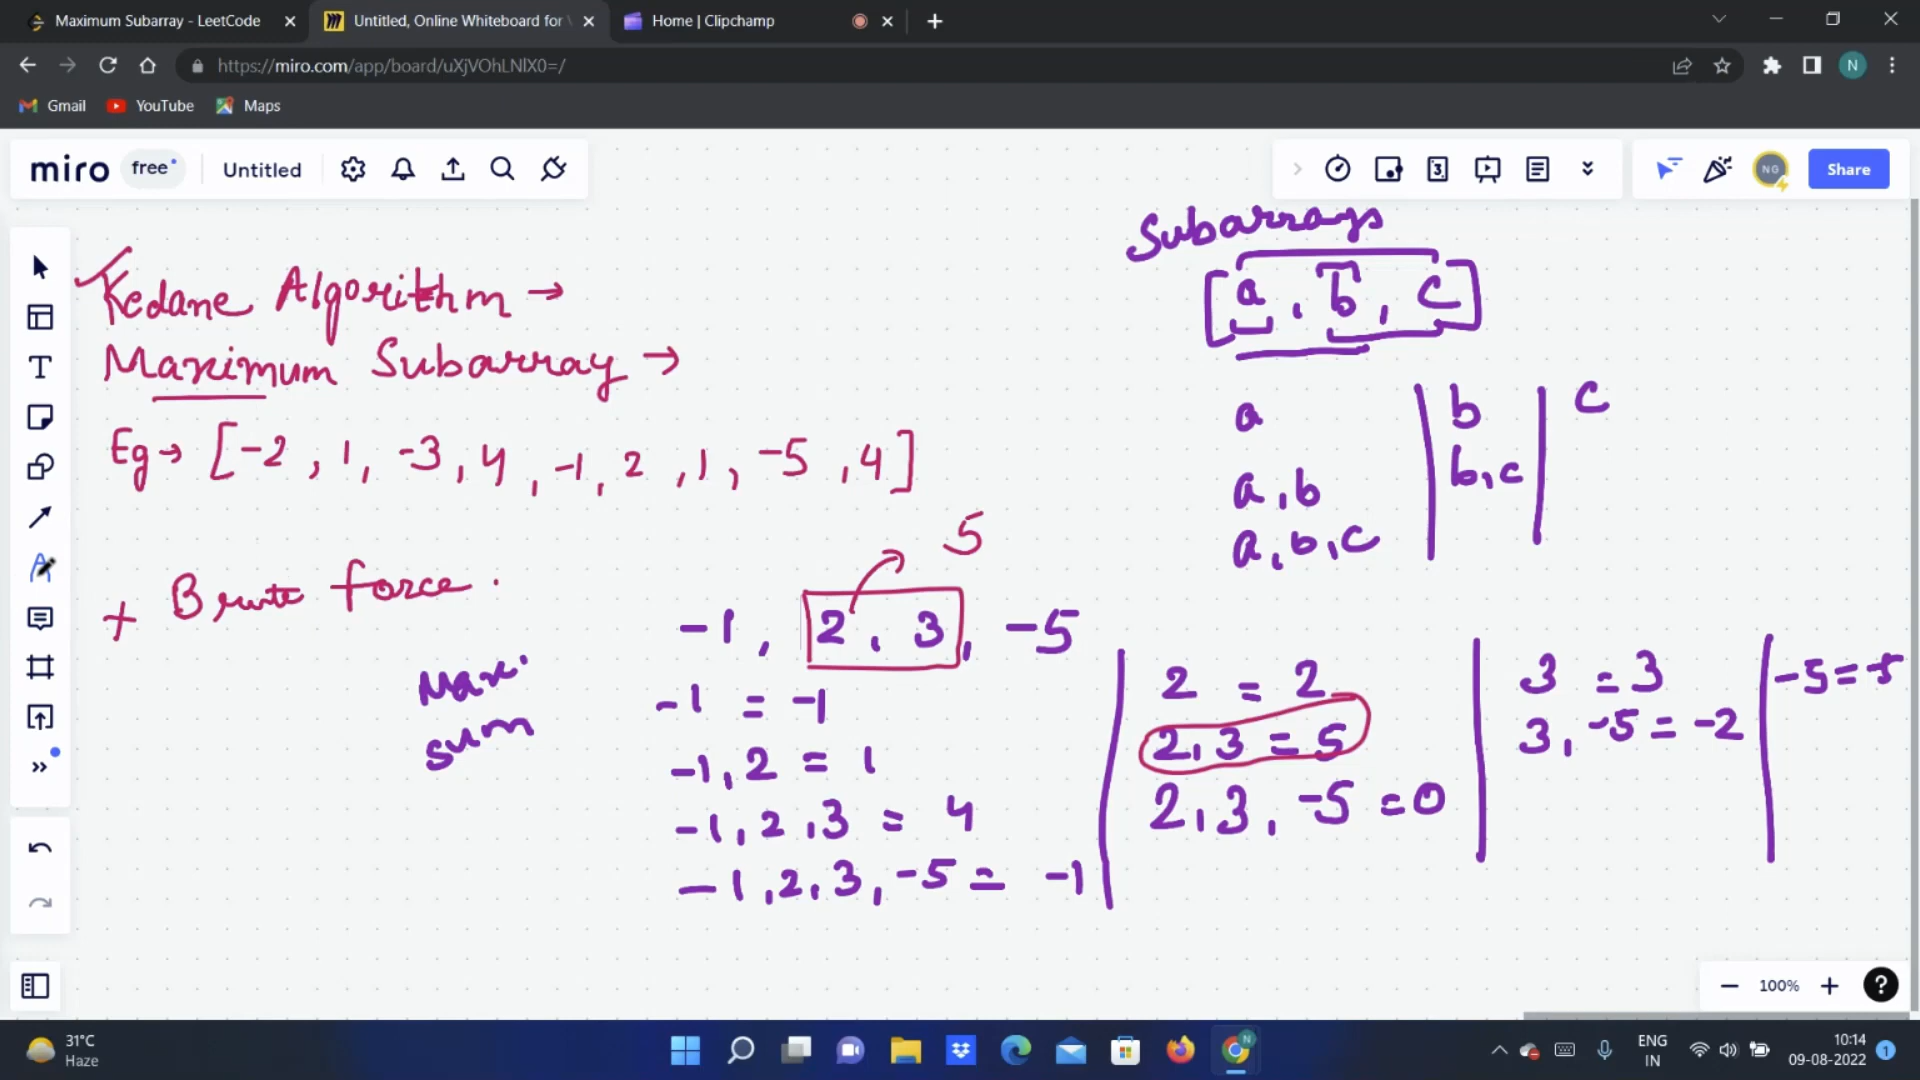 Maximum Subarray - LeetCode
Untitled, Online Whiteboard for
Home | Clipchamp
https://miro.com/app/board/uXjVOhLNlX0=/
N
Gmail YouTube Maps
miro free Untitled
3
NG Share
Kedane Algorithm →
Maximum Subarray →
Eg → [-2, 1, -3, 4, -1, 2, 1, -5, 4]
+ Brute force.
Max.
sum
5
-1, 2, 3, -5
-1 = -1
-1, 2 = 1
-1, 2, 3 = 4
-1, 2, 3, -5 = -1
2 = 2
2, 3 = 5
2, 3, -5 = 0
3 = 3
3, -5 = -2
-5 = -5
Subarrays
[a, b, c]
a
a, b
a, b, c
b
b, c
c
100%
?
31°C
Haze
N
ENG
IN
10:14
09-08-2022
1